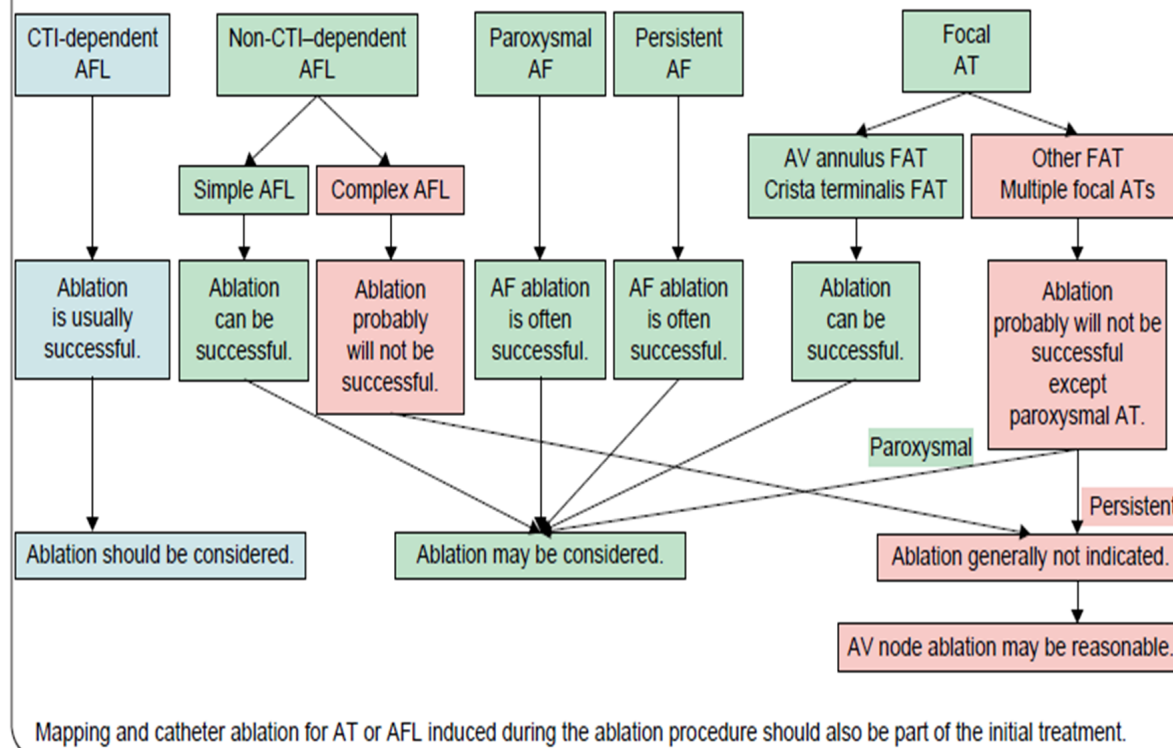 CTI-dependent
AFL
Non-CTI–dependent
AFL
Paroxysmal
AF
Persistent
AF
Focal
AT
Simple AFL
Complex AFL
AV annulus FAT
Crista terminalis FAT
Other FAT
Multiple focal ATs
Ablation
is usually
successful.
Ablation
can be
successful.
Ablation
probably
will not be
successful.
AF ablation
is often
successful.
AF ablation
is often
successful.
Ablation
can be
successful.
Ablation
probably will not be
successful
except
paroxysmal AT.
Paroxysmal
Persistent
Ablation should be considered.
Ablation may be considered.
Ablation generally not indicated.
AV node ablation may be reasonable.
Mapping and catheter ablation for AT or AFL induced during the ablation procedure should also be part of the initial treatment.